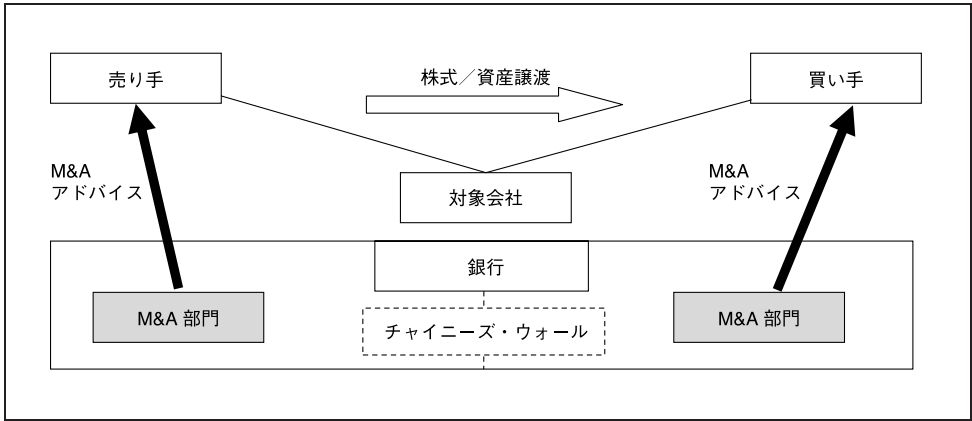 売り手
株式／資産譲渡
買い手
M&A
アドバイス
M&A
アドバイス
対象会社
銀行
M&A 部門
チャイニーズ・ウォール
M&A 部門